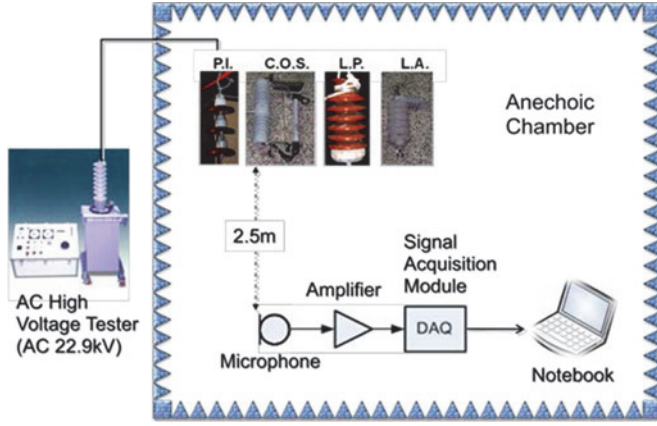 P.I.
C.O.S.
L.P.
L.A.
Anechoic
Chamber
2.5m
Signal
Acquisition
Module
Amplifier
DAQ
Microphone
Notebook
AC High
Voltage Tester
(AC 22.9kV)